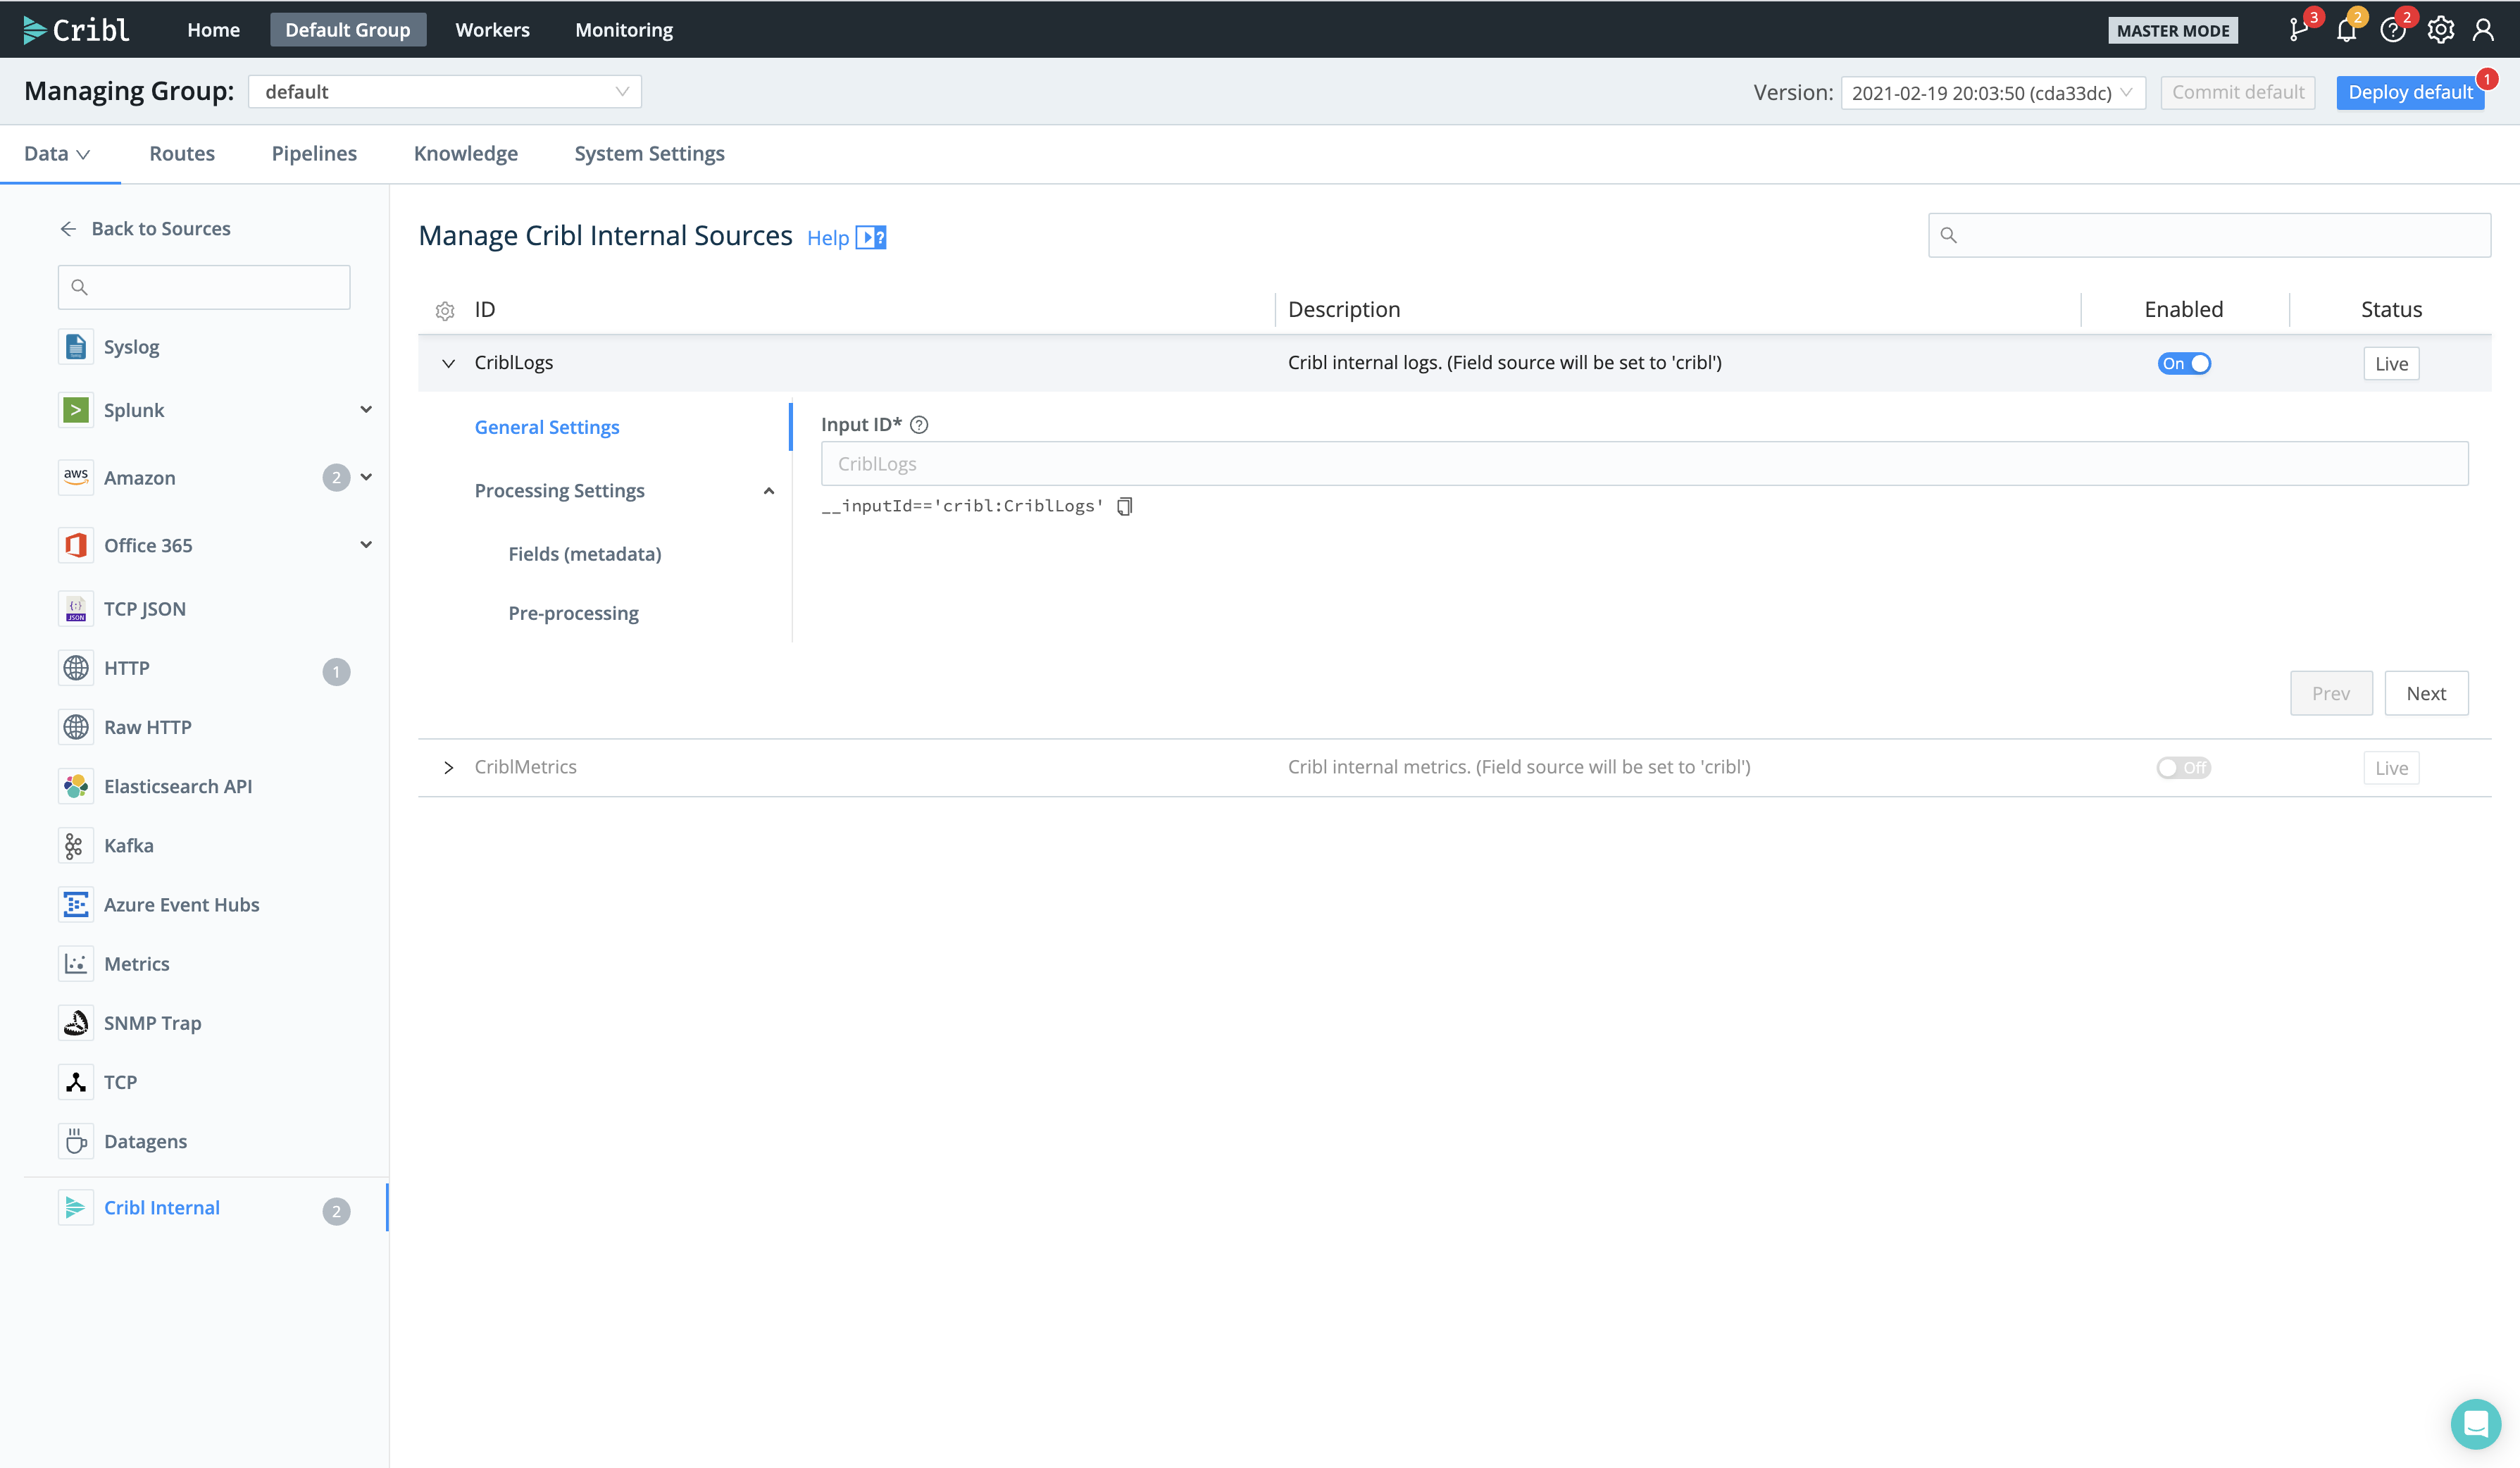 Cribl Home Default Group Workers Monitoring MASTER MODE 3 2 2
Managing Group: default Version: 2021-02-19 20:03:50 (cda33dc) Commit default Deploy default 1
Data Routes Pipelines Knowledge System Settings
Back to Sources
Syslog
> Splunk
aws Amazon 2
Office 365
{:} JSON TCP JSON
HTTP 1
Raw HTTP
Elasticsearch API
Kafka
Azure Event Hubs
Metrics
SNMP Trap
TCP
Datagens
Cribl Internal 2
Manage Cribl Internal Sources Help ?
ID Description Enabled Status
CriblLogs Cribl internal logs. (Field source will be set to 'cribl') On Live
General Settings
Processing Settings
Fields (metadata)
Pre-processing
Input ID* ?
CriblLogs
__inputId=='cribl:CriblLogs'
Prev Next
CriblMetrics Cribl internal metrics. (Field source will be set to 'cribl') Off Live